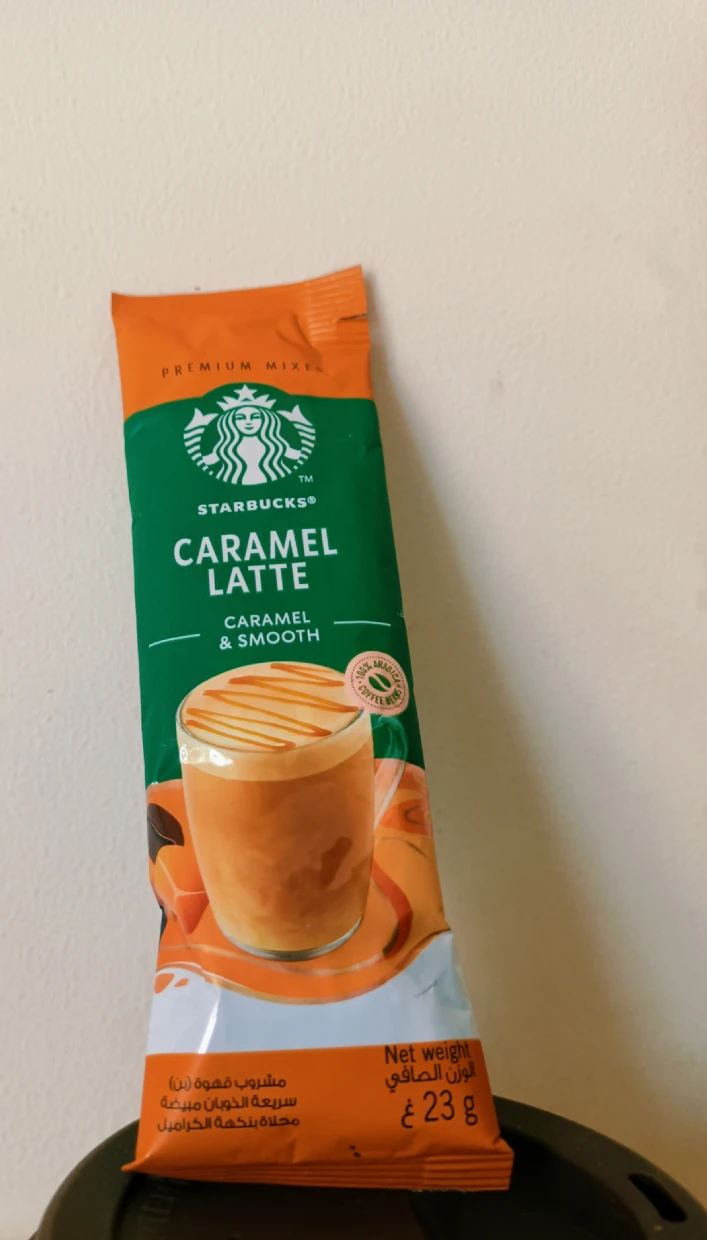 PREMIUM MIXES
TM
STARBUCKS®
CARAMEL
LATTE
CARAMEL
& SMOOTH
100% ARABICA
COFFEE BEANS
Net weight
الوزن الصافي
23 g غ
مشروب قهوة (بن)
سريعة الذوبان مبيضة
محلاة بنكهة الكراميل